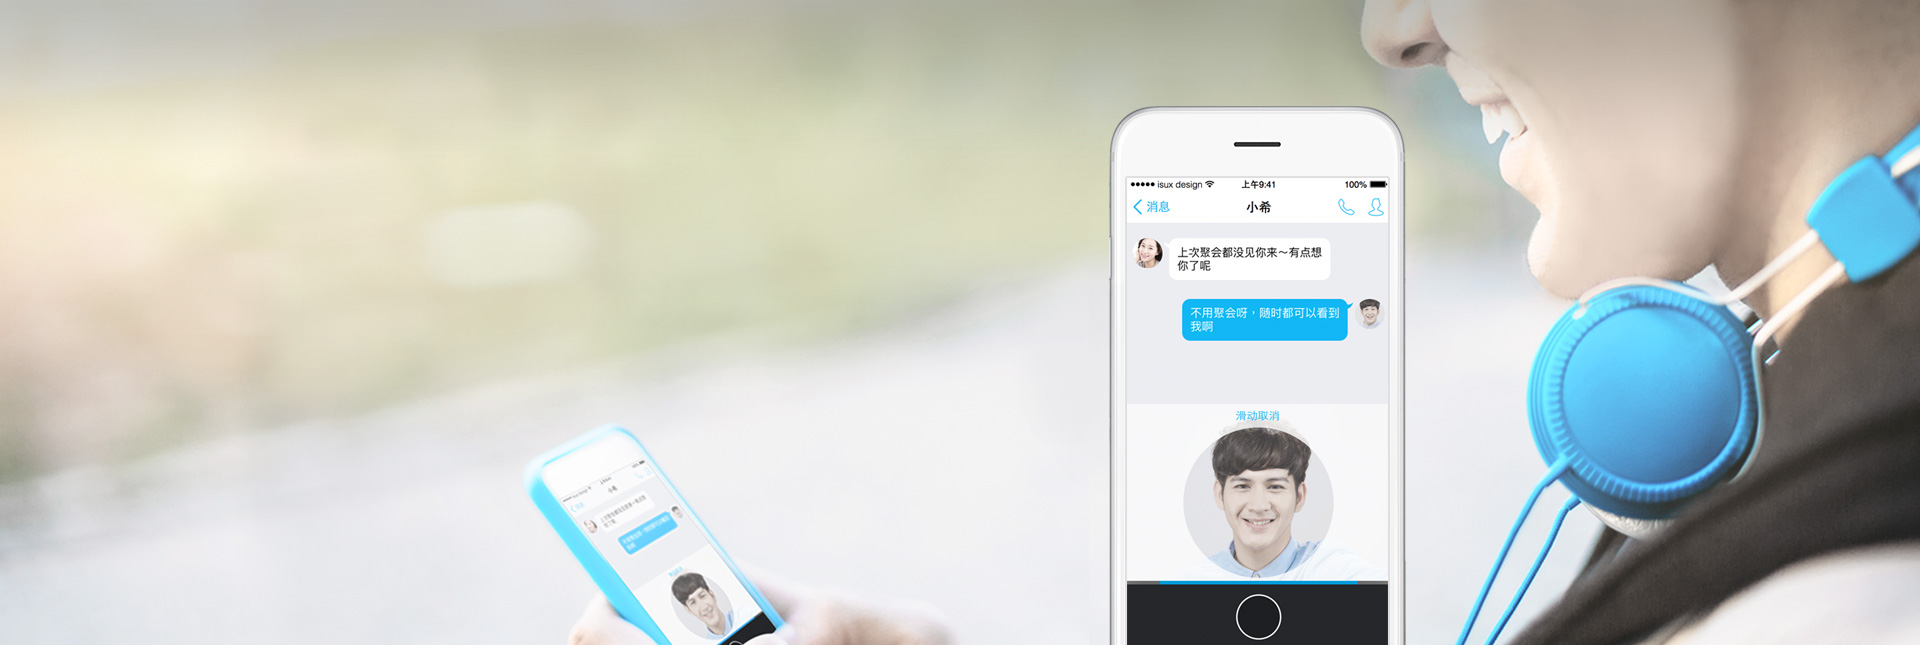 isux design 上午9:41 100%
消息 小希
上次聚会都没见你来～有点想
你了呢
不用聚会呀，随时都可以看到
我啊
滑动取消